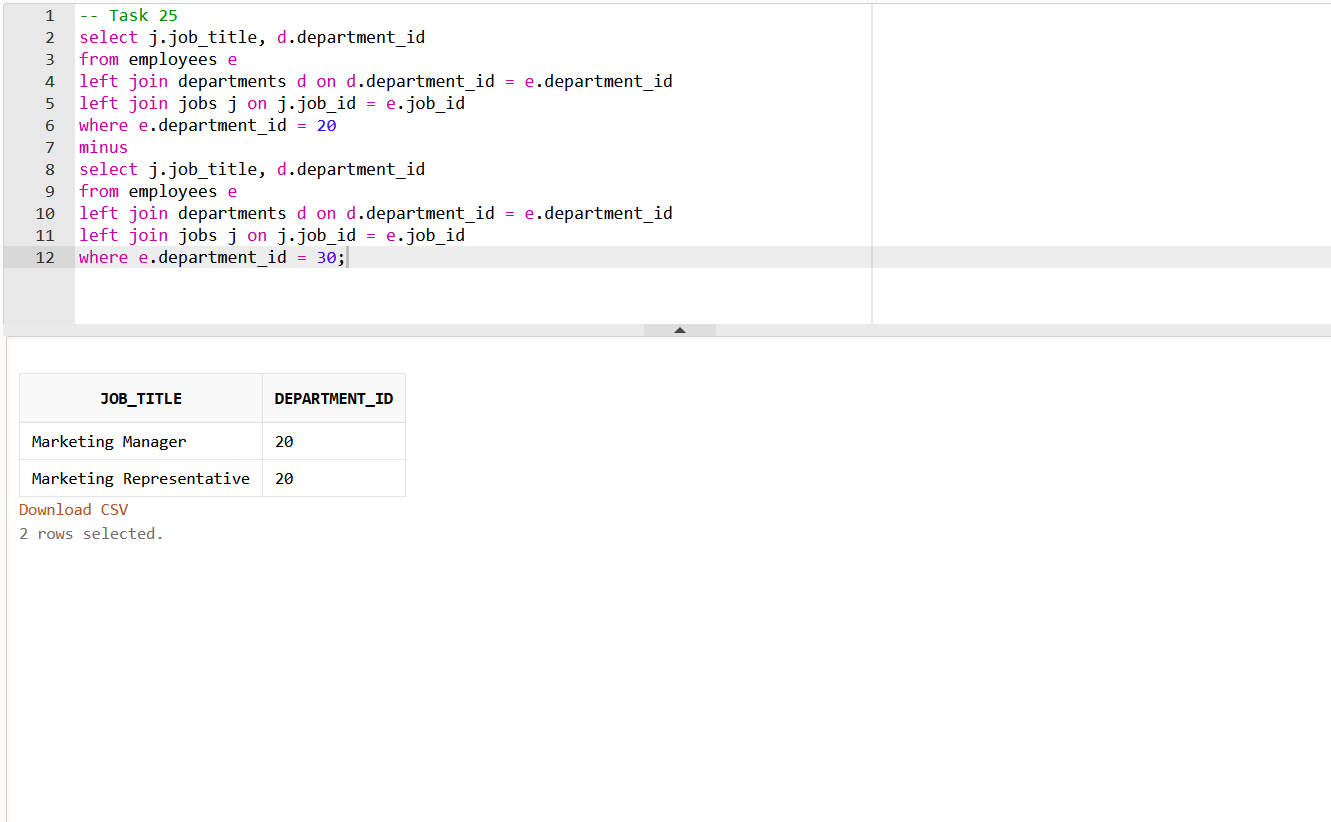 1 -- Task 25
2 select j.job_title, d.department_id
3 from employees e
4 left join departments d on d.department_id = e.department_id
5 left join jobs j on j.job_id = e.job_id
6 where e.department_id = 20
7 minus
8 select j.job_title, d.department_id
9 from employees e
10 left join departments d on d.department_id = e.department_id
11 left join jobs j on j.job_id = e.job_id
12 where e.department_id = 30;
JOB_TITLE DEPARTMENT_ID
Marketing Manager 20
Marketing Representative 20
Download CSV
2 rows selected.